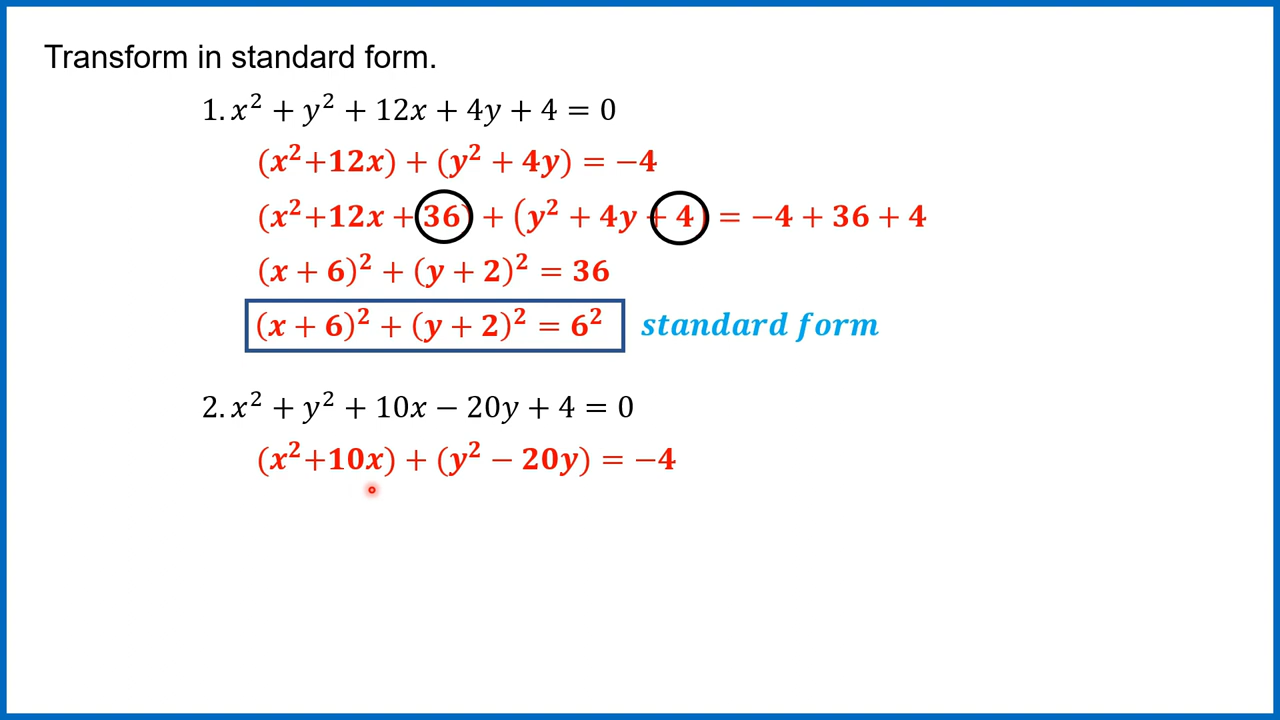 Transform in standard form.
1. x² + y² + 12x + 4y + 4 = 0
(x²+12x) + (y² + 4y) = −4
(x²+12x + 36) + (y² + 4y + 4) = −4 + 36 + 4
(x + 6)² + (y + 2)² = 36
(x + 6)² + (y + 2)² = 6² standard form
2. x² + y² + 10x − 20y + 4 = 0
(x²+10x) + (y² − 20y) = −4